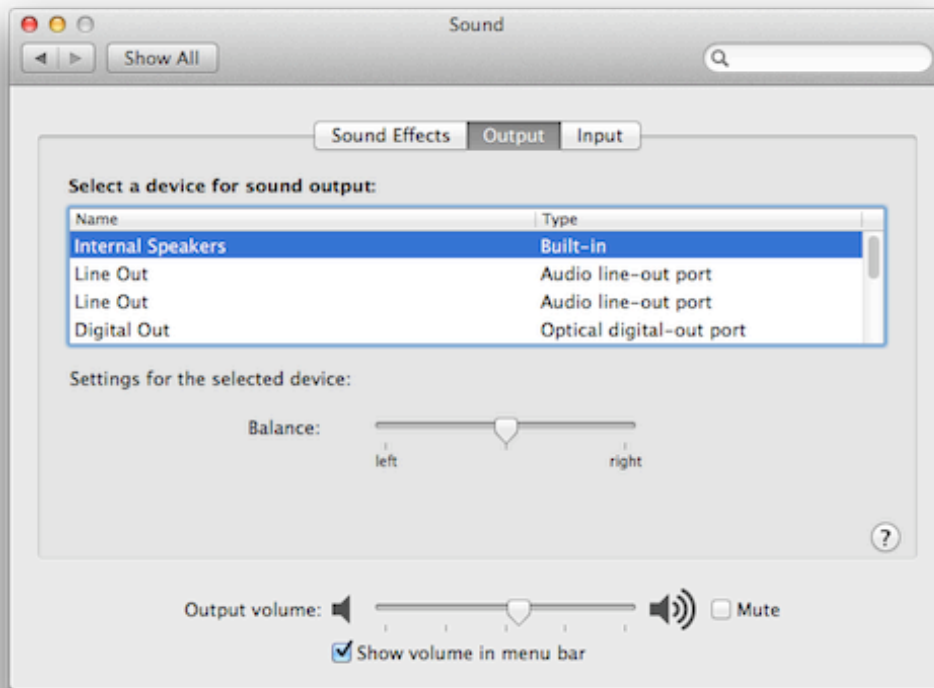 Sound
Show All
Sound Effects Output Input
Select a device for sound output:
Name Type
Internal Speakers Built-in
Line Out Audio line-out port
Line Out Audio line-out port
Digital Out Optical digital-out port
Settings for the selected device:
Balance:
left right
?
Output volume: Mute
Show volume in menu bar